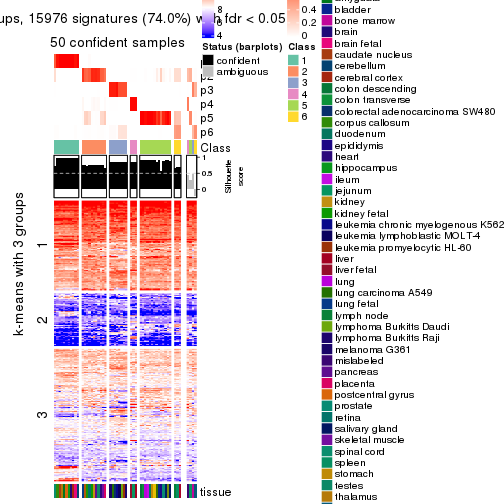 ups, 15976 signatures (74.0%) with fdr < 0.05
50 confident samples
p3
p4
p5
p6
Class
1
0.5
0
Silhouette
score
k-means with 3 groups
1
2
3
tissue
8
6
4
Status (barplots)
confident
ambiguous
0.4
0.2
0
Class
1
2
3
4
5
6
bladder
bone marrow
brain
brain fetal
caudate nucleus
cerebellum
cerebral cortex
colon descending
colon transverse
colorectal adenocarcinoma SW480
corpus callosum
duodenum
epididymis
heart
hippocampus
ileum
jejunum
kidney
kidney fetal
leukemia chronic myelogenous K562
leukemia lymphoblastic MOLT-4
leukemia promyelocytic HL-60
liver
liver fetal
lung
lung carcinoma A549
lung fetal
lymph node
lymphoma Burkitts Daudi
lymphoma Burkitts Raji
melanoma G361
mislabeled
pancreas
placenta
postcentral gyrus
prostate
retina
salivary gland
skeletal muscle
spinal cord
spleen
stomach
testes
thalamus